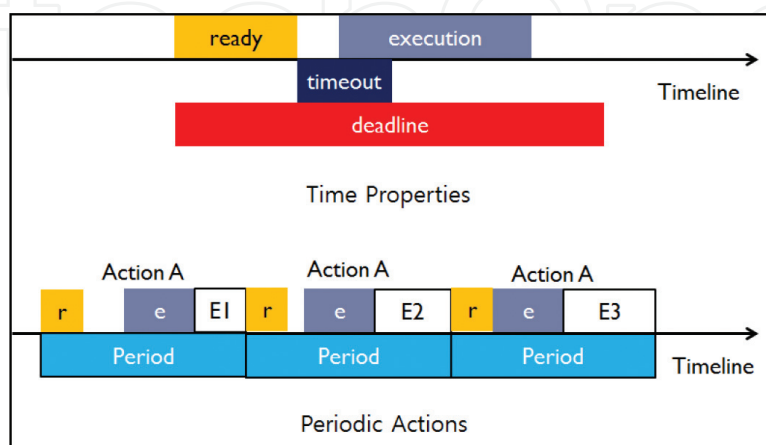 ready
execution
timeout
Timeline
deadline
Time Properties
Action A
Action A
Action A
r
e
E1
r
e
E2
r
e
E3
Period
Period
Period
Timeline
Periodic Actions